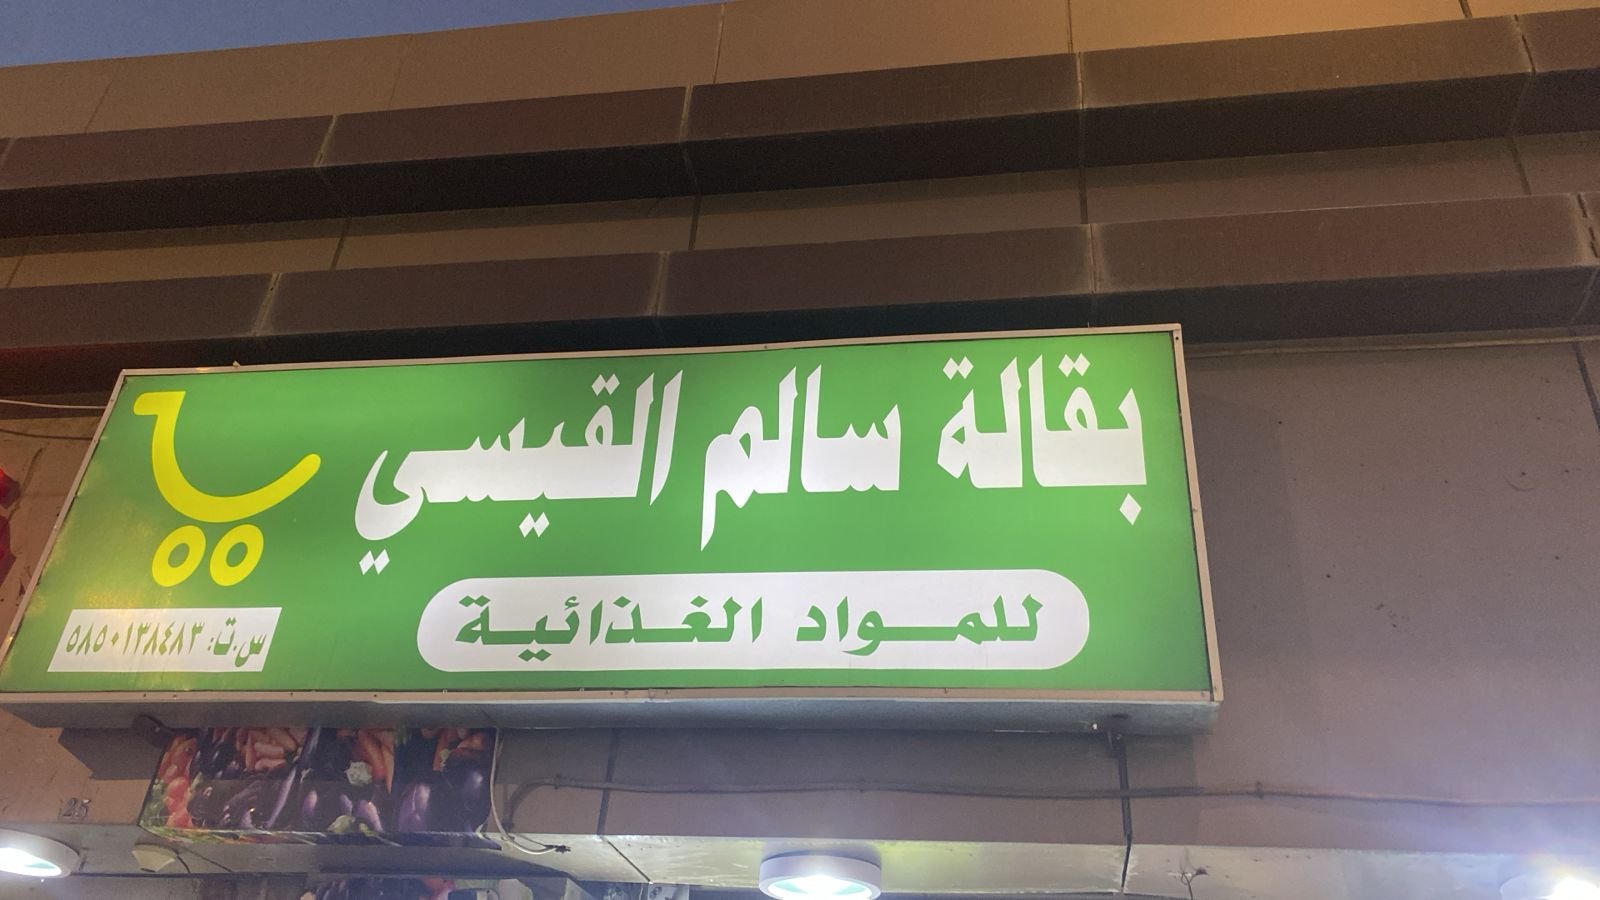 بقالة سالم القيسي
للمواد الغذائية
س.ت: ٥٨٥٠١٣٨٤٨٣